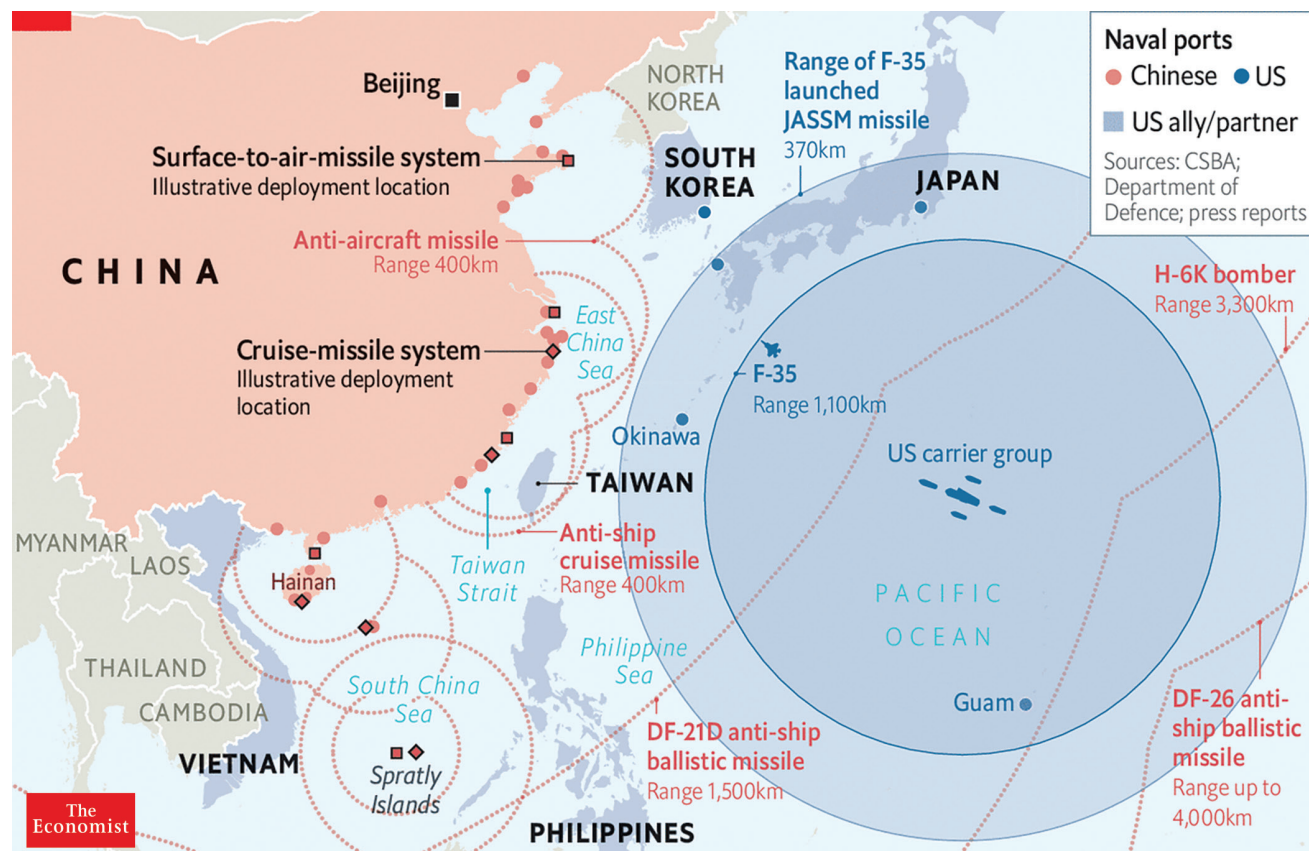 Naval ports
Chinese
US
US ally/partner
Sources: CSBA;
Department of
Defence; press reports
Beijing
NORTH
KOREA
Range of F-35
launched
JASSM missile
370km
Surface-to-air-missile system
Illustrative deployment location
SOUTH
KOREA
JAPAN
Anti-aircraft missile
Range 400km
CHINA
H-6K bomber
Range 3,300km
East
China
Sea
Cruise-missile system
Illustrative deployment
location
F-35
Range 1,100km
Okinawa
US carrier group
TAIWAN
MYANMAR
LAOS
Hainan
Taiwan
Strait
Anti-ship
cruise missile
Range 400km
PACIFIC
OCEAN
THAILAND
CAMBODIA
VIETNAM
South China
Sea
Philippine
Sea
Guam
DF-21D anti-ship
ballistic missile
Range 1,500km
DF-26 anti-
ship ballistic
missile
Range up to
4,000km
Spratly
Islands
PHILIPPINES
The
Economist